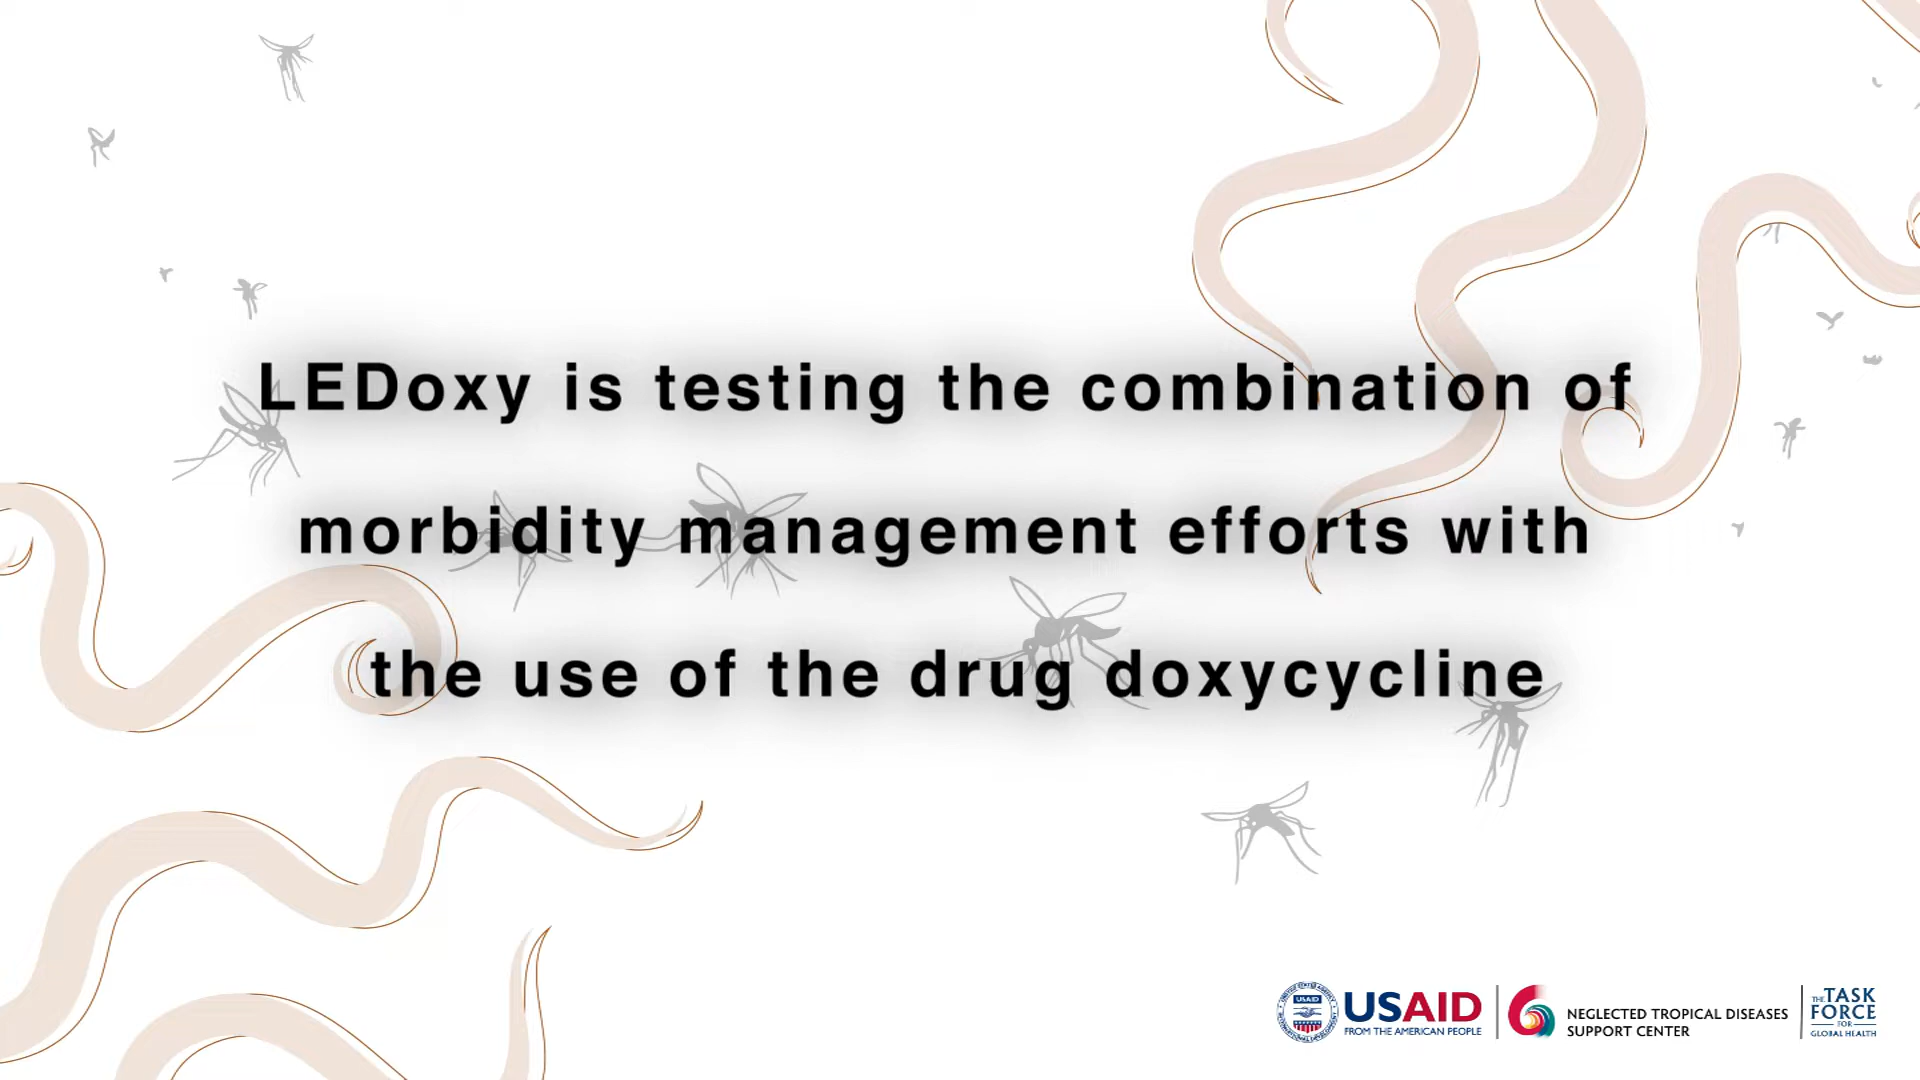 LEDoxy is testing the combination of
morbidity management efforts with
the use of the drug doxycycline
USAID
USAID
FROM THE AMERICAN PEOPLE
NEGLECTED TROPICAL DISEASES
SUPPORT CENTER
THE TASK
FORCE
FOR
GLOBAL HEALTH